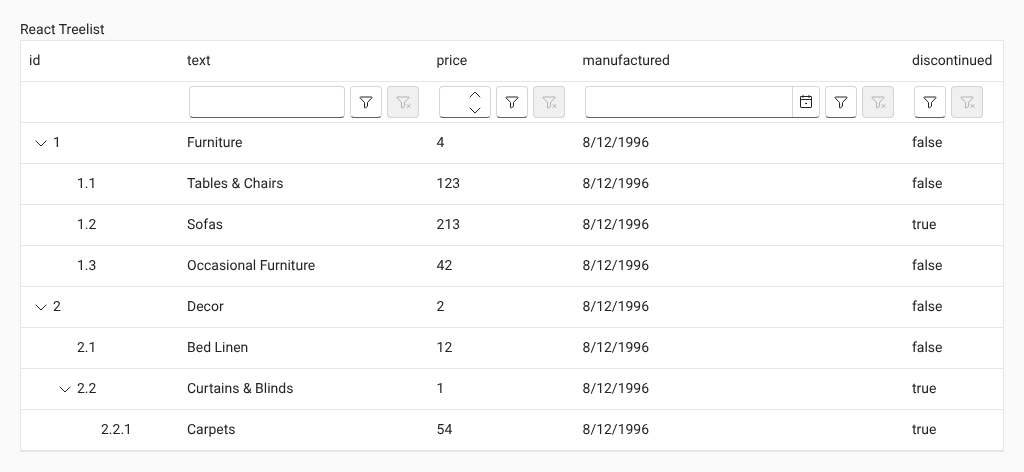 React Treelist
id text price manufactured discontinued
1 Furniture 4 8/12/1996 false
1.1 Tables & Chairs 123 8/12/1996 false
1.2 Sofas 213 8/12/1996 true
1.3 Occasional Furniture 42 8/12/1996 false
2 Decor 2 8/12/1996 false
2.1 Bed Linen 12 8/12/1996 false
2.2 Curtains & Blinds 1 8/12/1996 true
2.2.1 Carpets 54 8/12/1996 true